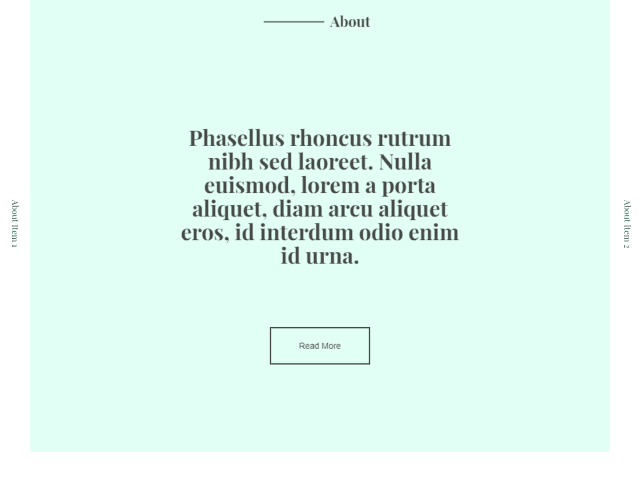 About
Phasellus rhoncus rutrum
nibh sed laoreet. Nulla
euismod, lorem a porta
aliquet, diam arcu aliquet
eros, id interdum odio enim
id urna.
Read More
About Item 1
About Item 2